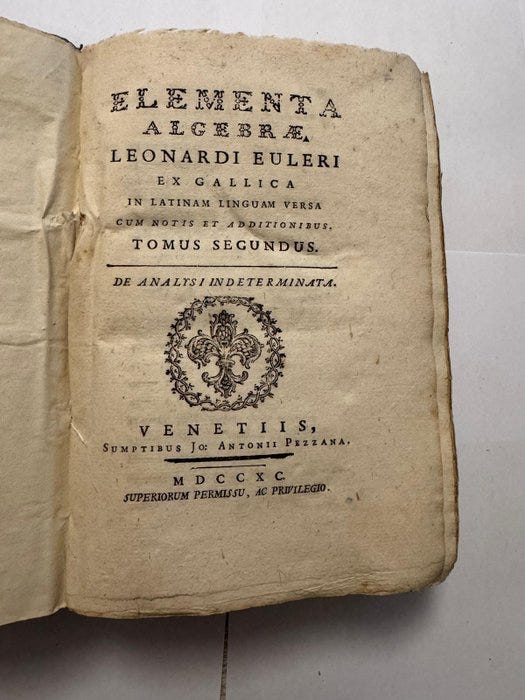 ELEMENTA
ALGEBRÆ
LEONARDI EULERI
EX GALLICA
IN LATINAM LINGUAM VERSA
CUM NOTIS ET ADDITIONIBUS.
TOMUS SEGUNDUS.
DE ANALYSI INDETERMINATA.
VENETIIS,
SUMPTIBUS JO: ANTONII PEZZANA.
MDCCXC.
SUPERIORUM PERMISSU, AC PRIVILEGIO.